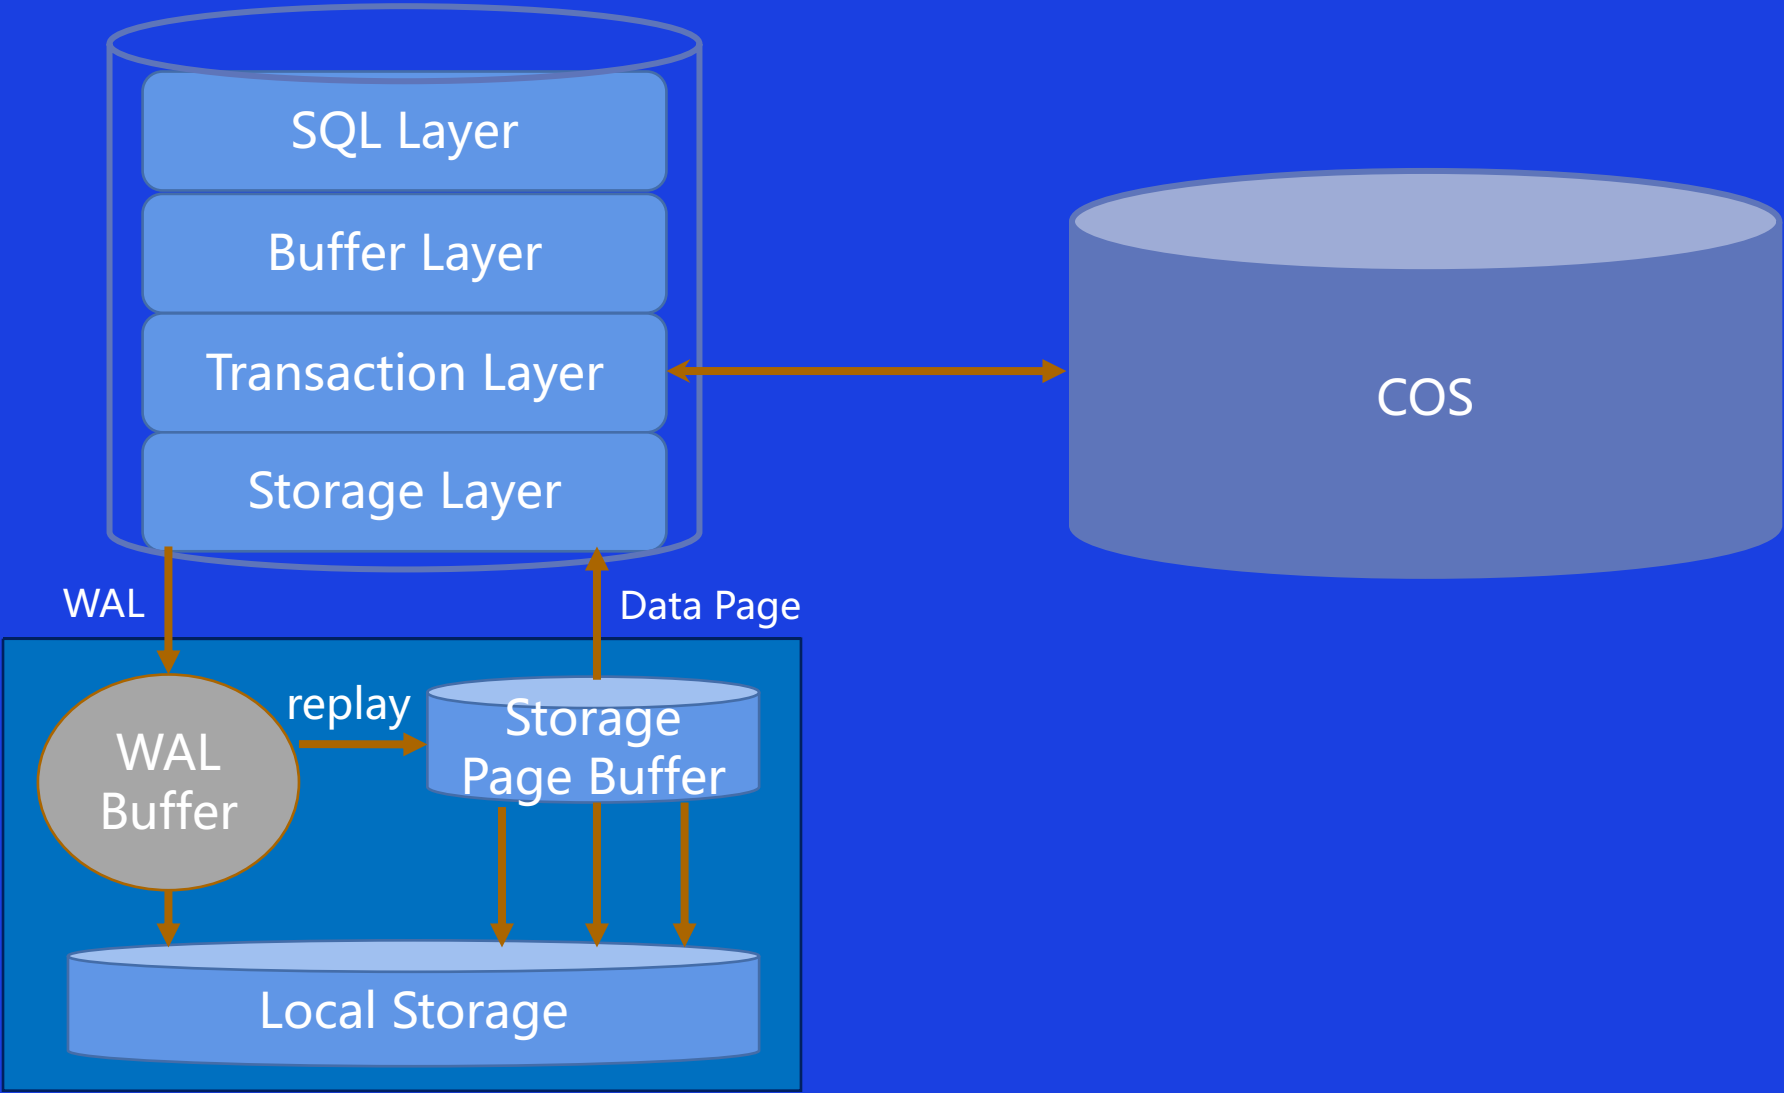 SQL Layer
Buffer Layer
Transaction Layer
Storage Layer
COS
WAL
Data Page
replay
WAL
Buffer
Storage
Page Buffer
Local Storage